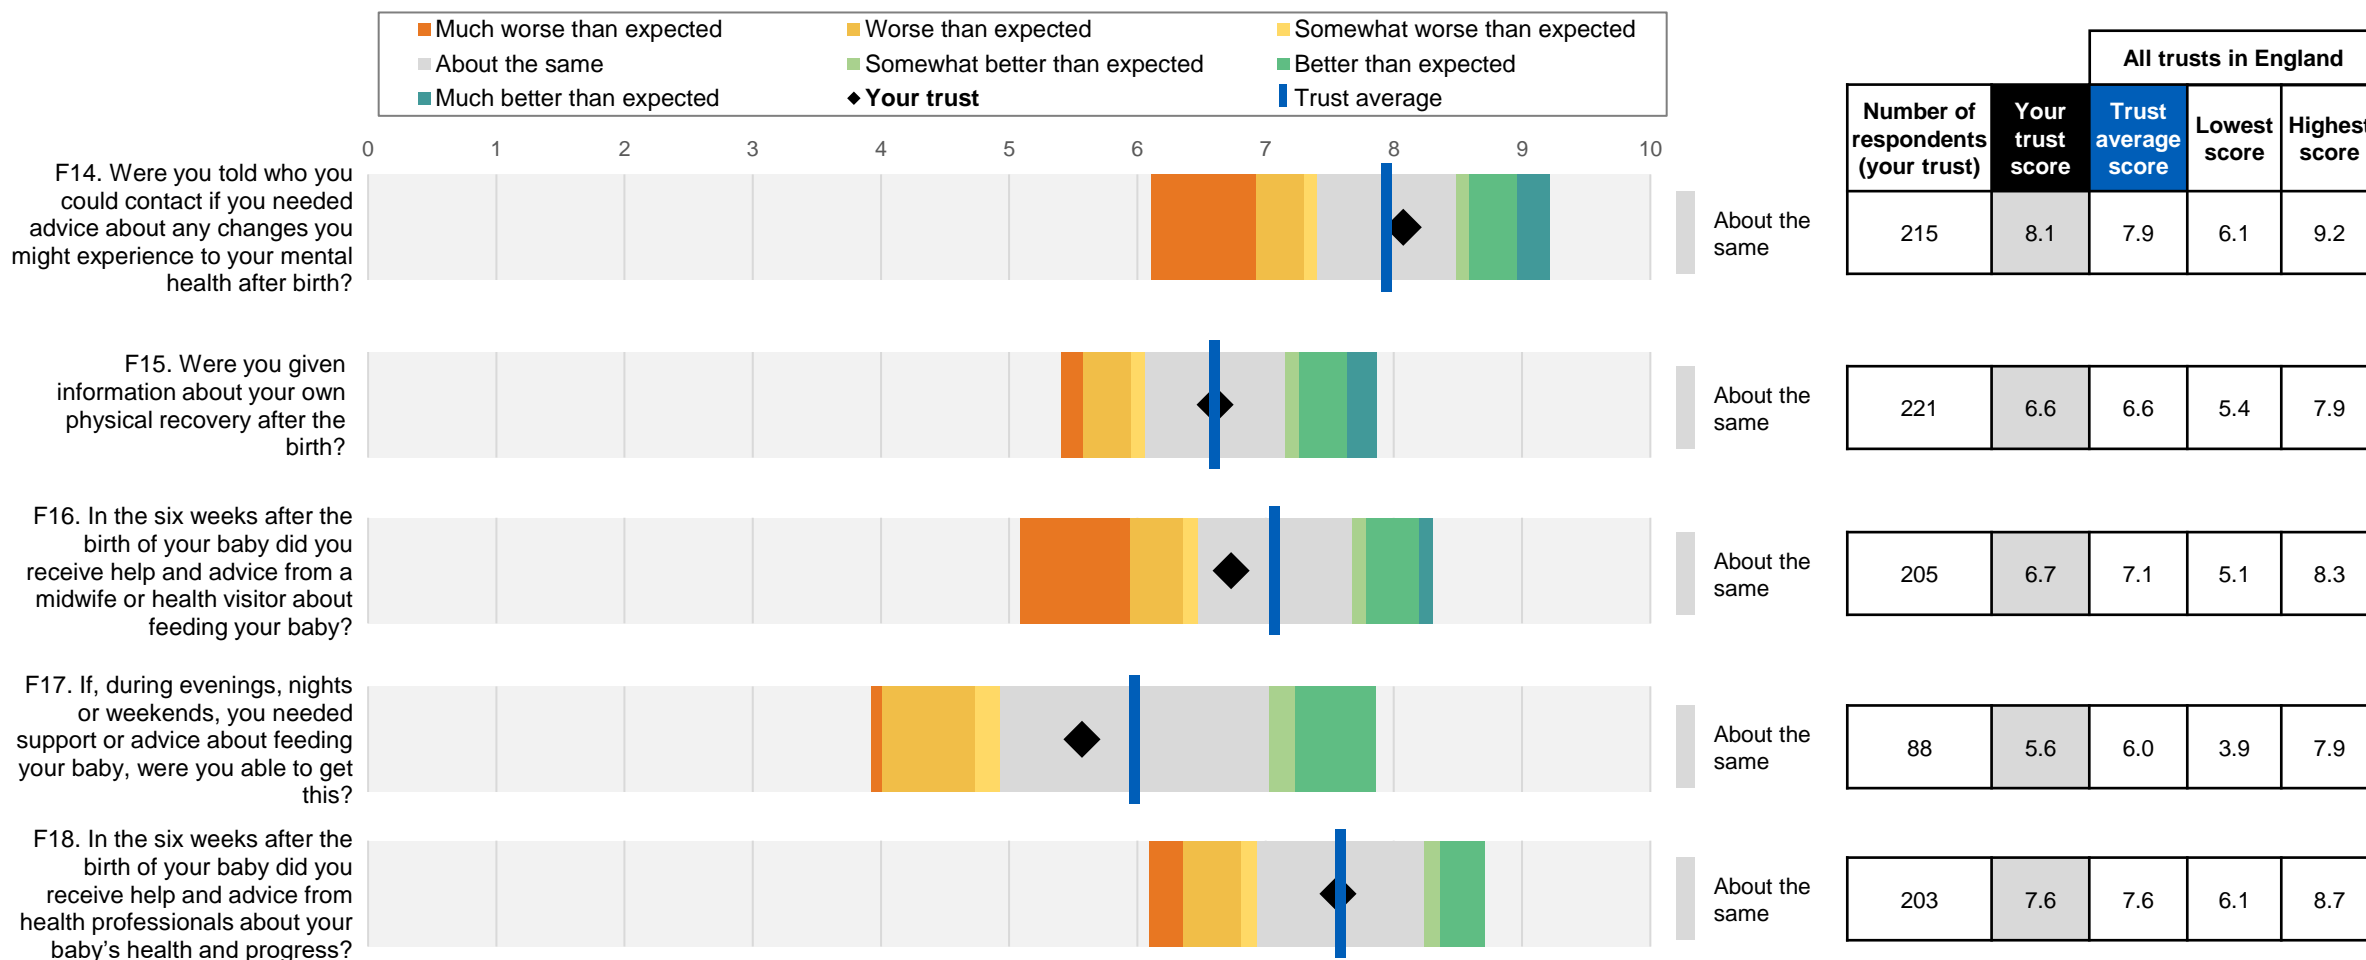 Much worse than expected
Worse than expected
Somewhat worse than expected
About the same
Somewhat better than expected
Better than expected
Much better than expected
Your trust
Trust average
All trusts in England
Number of
respondents
(your trust)
Your
trust
score
Trust
average
score
Lowest
score
Highest
score
0 1 2 3 4 5 6 7 8 9 10
F14. Were you told who you
could contact if you needed
advice about any changes you
might experience to your mental
health after birth?
About the
same
215 8.1 7.9 6.1 9.2
F15. Were you given
information about your own
physical recovery after the
birth?
About the
same
221 6.6 6.6 5.4 7.9
F16. In the six weeks after the
birth of your baby did you
receive help and advice from a
midwife or health visitor about
feeding your baby?
About the
same
205 6.7 7.1 5.1 8.3
F17. If, during evenings, nights
or weekends, you needed
support or advice about feeding
your baby, were you able to get
this?
About the
same
88 5.6 6.0 3.9 7.9
F18. In the six weeks after the
birth of your baby did you
receive help and advice from
health professionals about your
baby’s health and progress?
About the
same
203 7.6 7.6 6.1 8.7